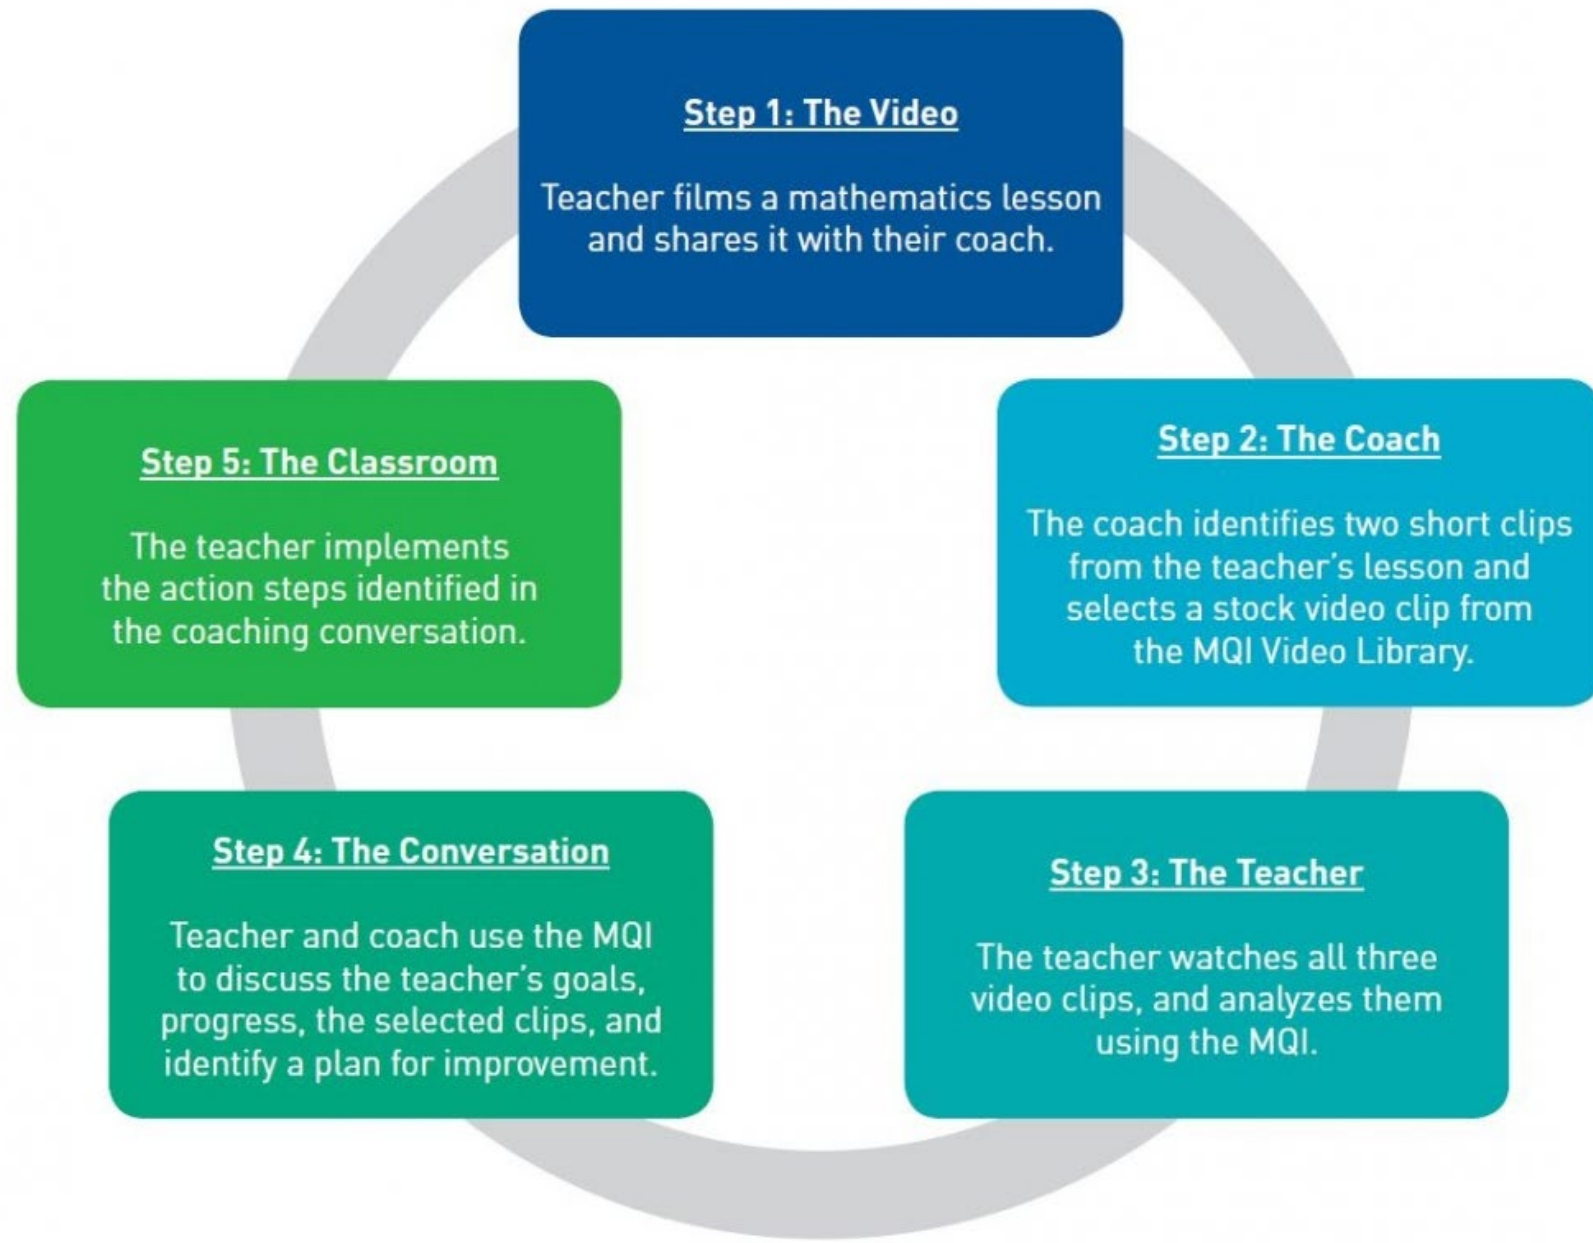 Step 1: The Video
Teacher films a mathematics lesson
and shares it with their coach.
Step 2: The Coach
The coach identifies two short clips
from the teacher’s lesson and
selects a stock video clip from
the MQI Video Library.
Step 3: The Teacher
The teacher watches all three
video clips, and analyzes them
using the MQI.
Step 4: The Conversation
Teacher and coach use the MQI
to discuss the teacher’s goals,
progress, the selected clips, and
identify a plan for improvement.
Step 5: The Classroom
The teacher implements
the action steps identified in
the coaching conversation.